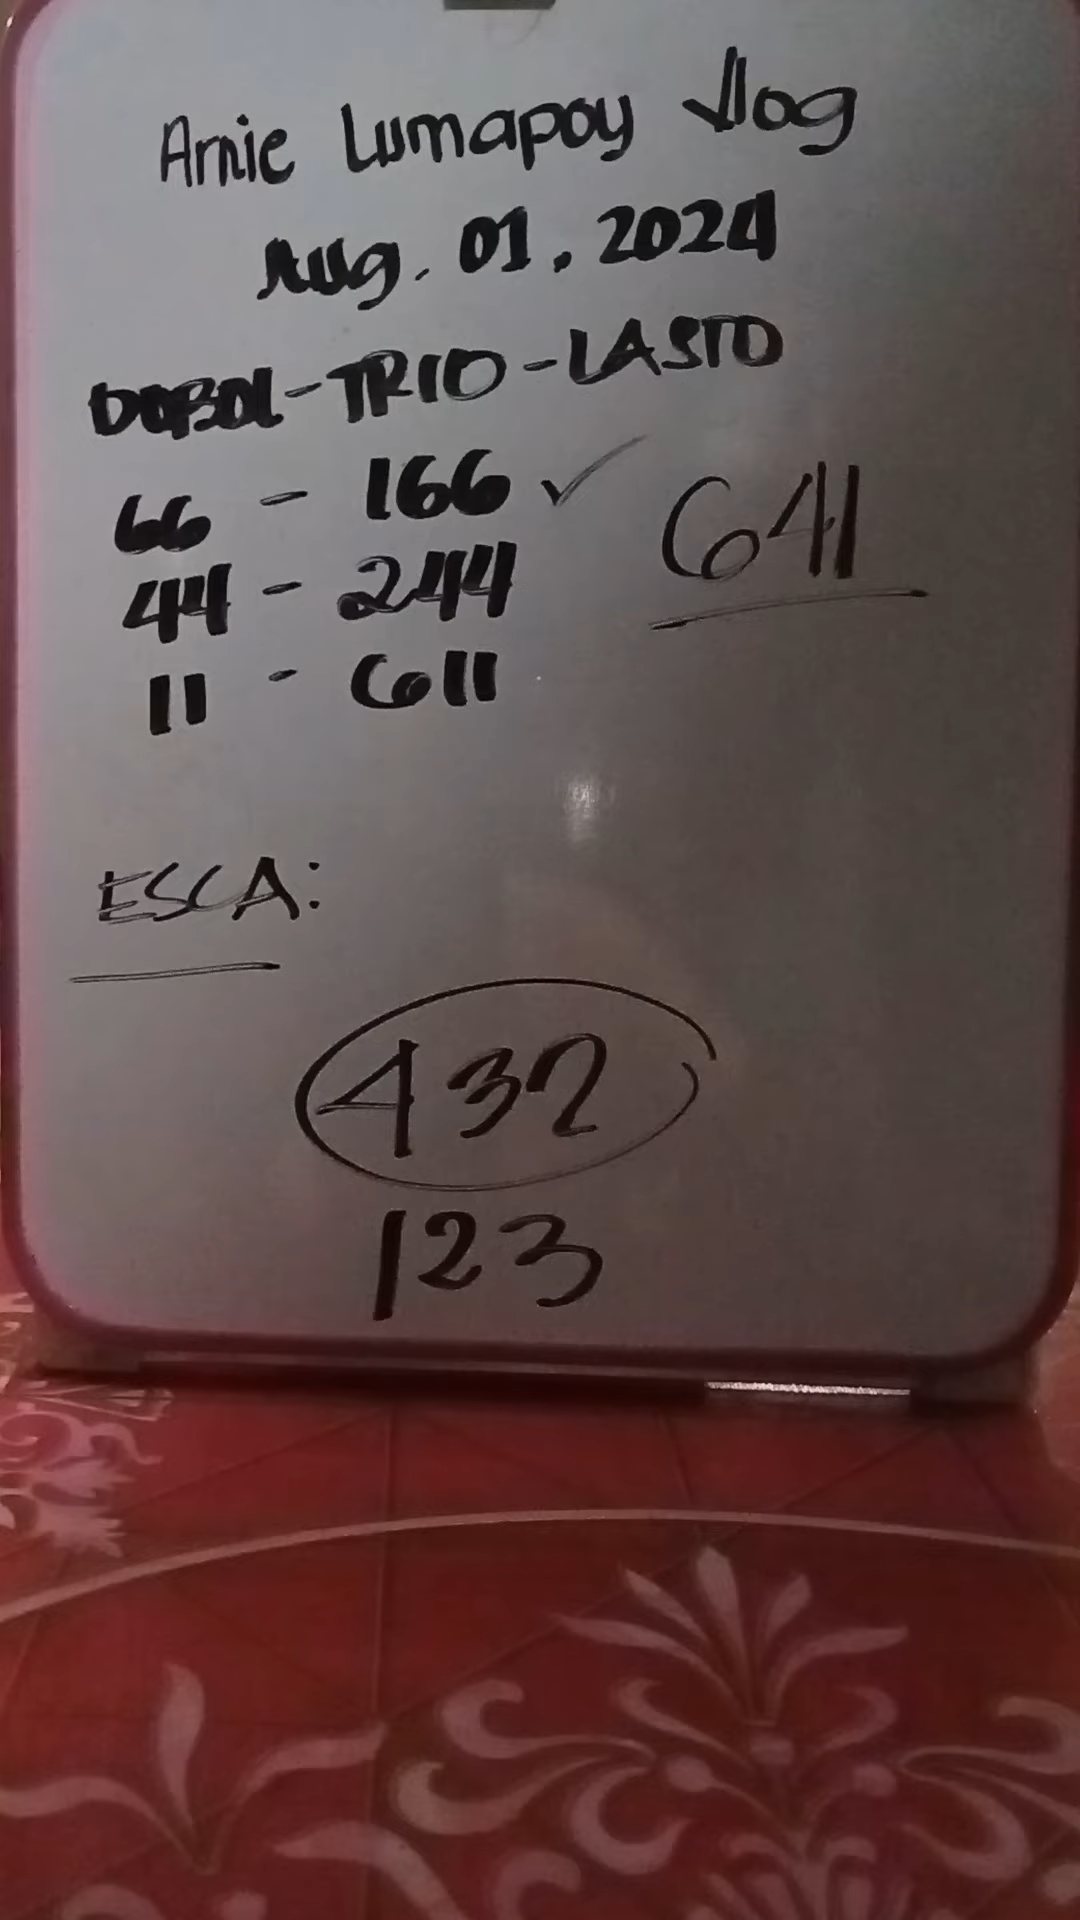 Arnie Lumapoy Vlog
Aug. 01, 2024
DOBOL-TRIO-LASTO
66 - 166 ✓
641
44 - 244
11 - 611
ESCA:
432
123